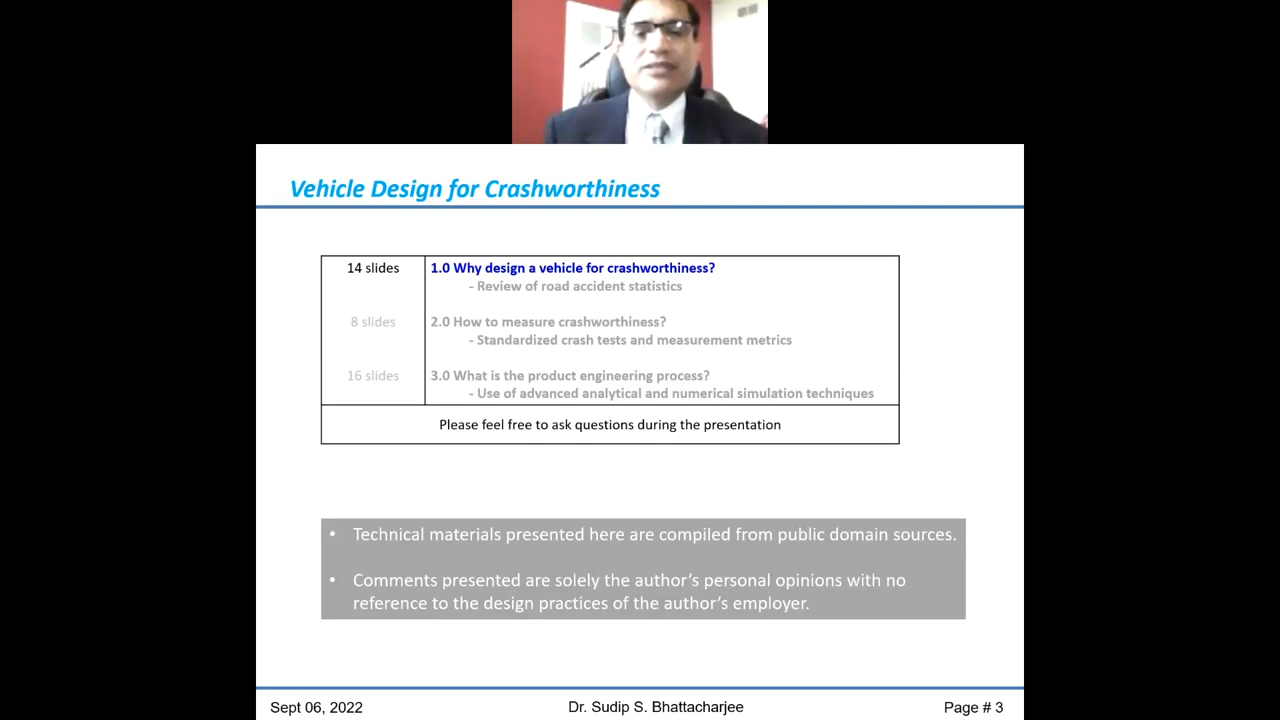 Vehicle Design for Crashworthiness
14 slides
1.0 Why design a vehicle for crashworthiness?
- Review of road accident statistics
8 slides
2.0 How to measure crashworthiness?
- Standardized crash tests and measurement metrics
16 slides
3.0 What is the product engineering process?
- Use of advanced analytical and numerical simulation techniques
Please feel free to ask questions during the presentation
• Technical materials presented here are compiled from public domain sources.
• Comments presented are solely the author’s personal opinions with no
reference to the design practices of the author’s employer.
Sept 06, 2022
Dr. Sudip S. Bhattacharjee
Page # 3